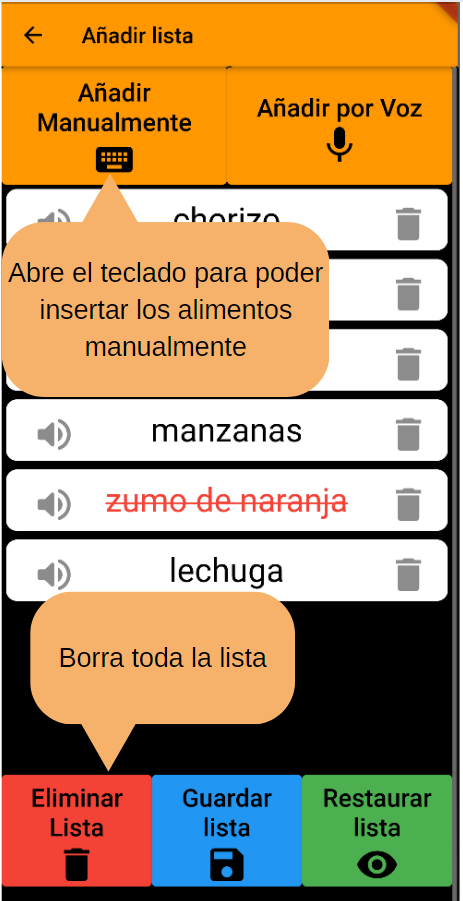 Añadir lista
Añadir
Manualmente
Añadir por Voz
chorizo
Abre el teclado para poder
insertar los alimentos
manualmente
manzanas
zumo de naranja
lechuga
Borra toda la lista
Eliminar
Lista
Guardar
lista
Restaurar
lista